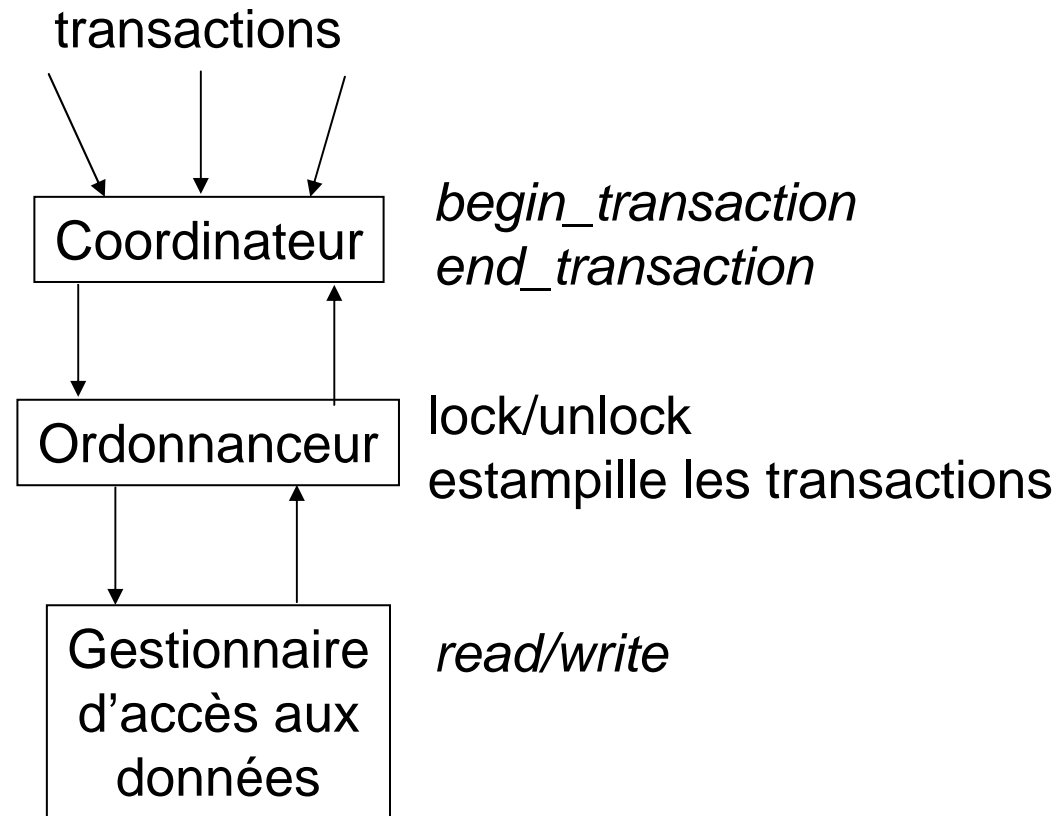 transactions
Coordinateur
begin_transaction
end_transaction
Ordonnanceur
lock/unlock
estampille les transactions
Gestionnaire
d’accès aux
données
read/write